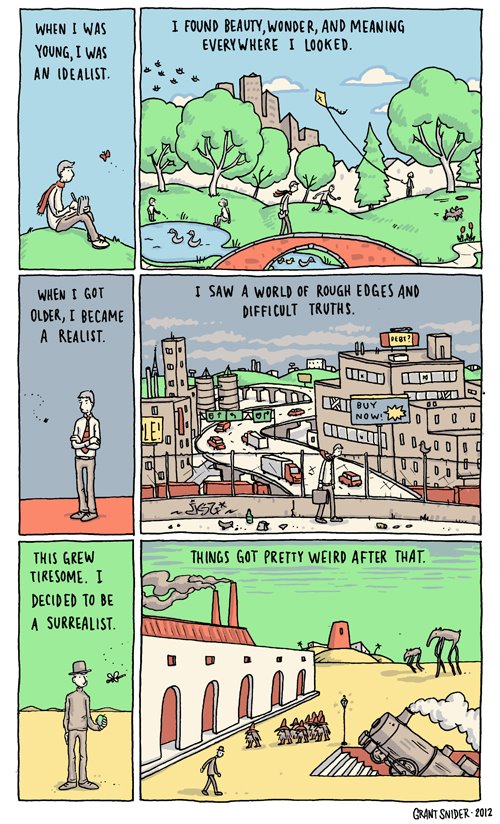 WHEN I WAS
YOUNG, I WAS
AN IDEALIST.
I FOUND BEAUTY, WONDER, AND MEANING
EVERYWHERE I LOOKED.
WHEN I GOT
OLDER, I BECAME
A REALIST.
I SAW A WORLD OF ROUGH EDGES AND
DIFFICULT TRUTHS.
DEBT?
BUY
NOW!
LE!
THIS GREW
TIRESOME. I
DECIDED TO BE
A SURREALIST.
THINGS GOT PRETTY WEIRD AFTER THAT.
GRANT SNIDER · 2012